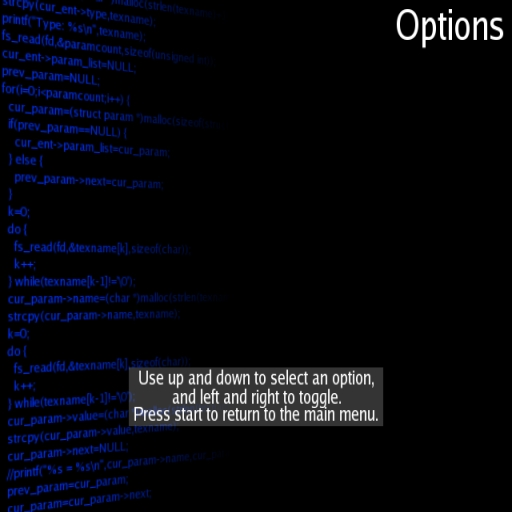 Options
strcpy(cur_ent->type,texname);
printf("Type: %s\n",texname);
fs_read(fd,&paramcount,sizeof(unsigned
cur_ent->param_list=NULL;
prev_param=NULL;
for(i=0;i<paramcount;i++) {
cur_param=(struct param *)malloc(sizeof(
if(prev_param==NULL) {
cur_ent->param_list=cur_param;
} else {
prev_param->next=cur_param;
}
k=0;
do {
fs_read(fd,&texname[k],sizeof(char));
k++;
} while(texname[k-1]!='\0');
cur_param->name=(char *)malloc(strlen(
strcpy(cur_param->name,texname);
k=0;
do {
fs_read(fd,&texname[k],sizeof(char));
k++;
} while(texname[k-1]!='\0');
cur_param->value=(char
strcpy(cur_param->value,texname);
cur_param->next=NULL;
//printf("%s = %s\n",cur_param->name,
prev_param=cur_param;
cur_param=cur_param->next;
Use up and down to select an option,
and left and right to toggle.
Press start to return to the main menu.